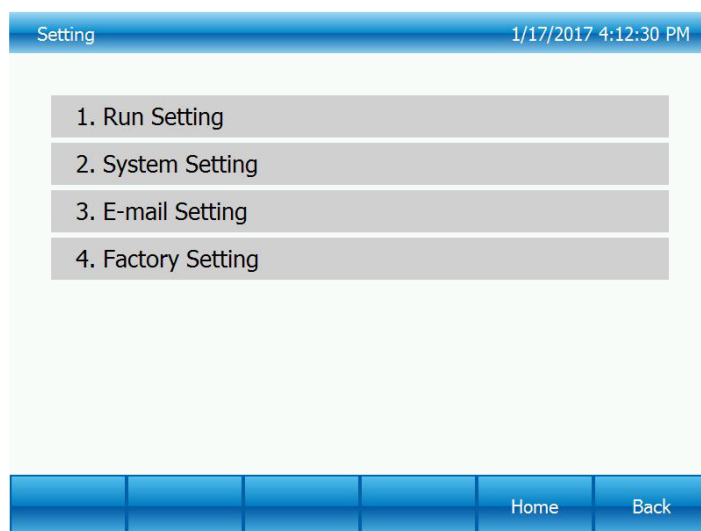 Setting 1/17/2017 4:12:30 PM
1. Run Setting
2. System Setting
3. E-mail Setting
4. Factory Setting
Home Back